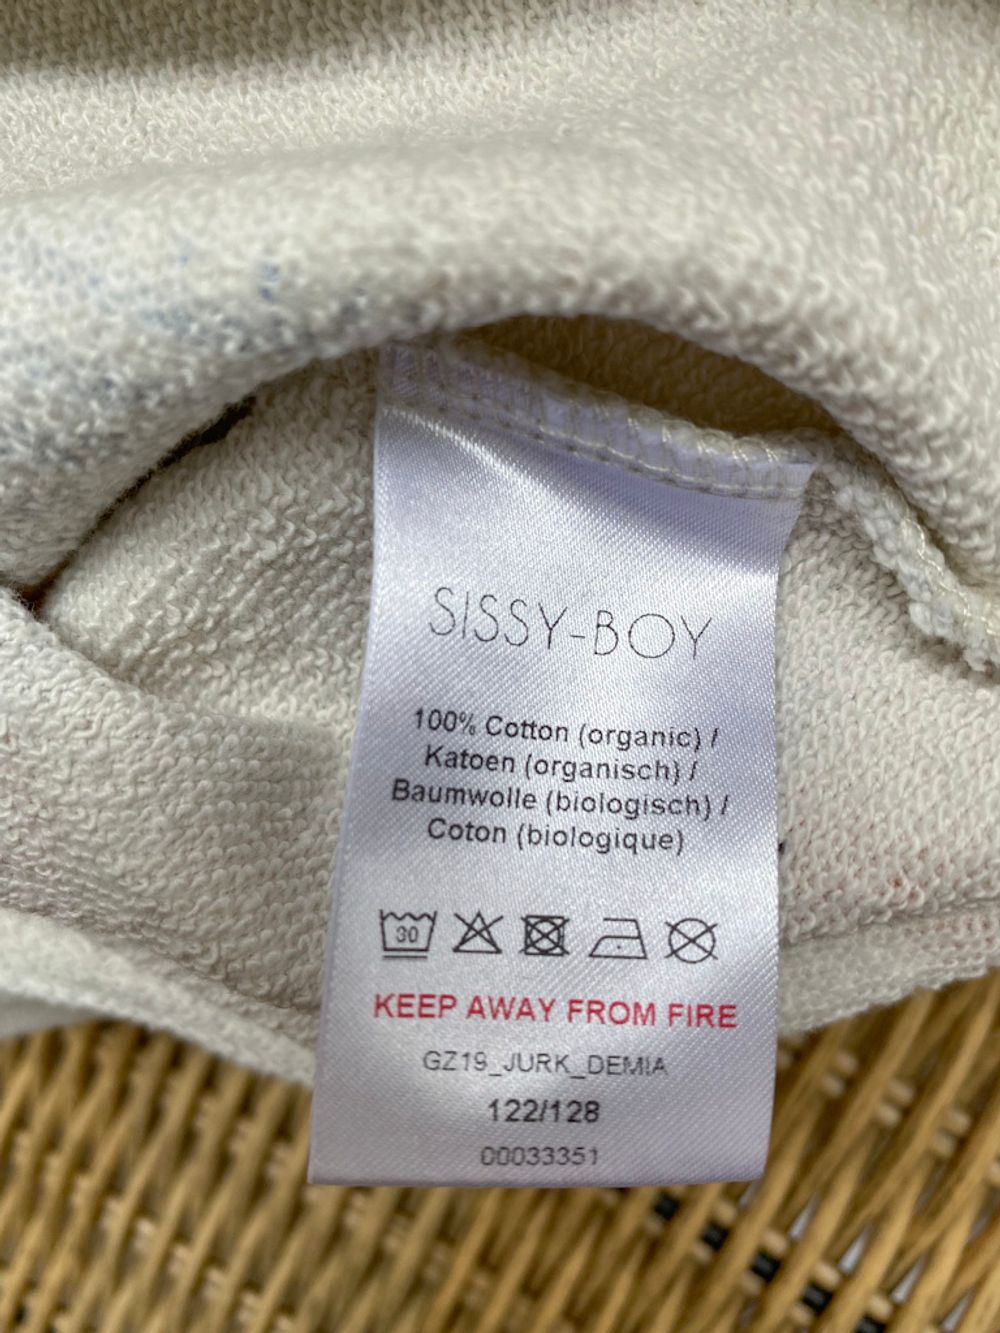 SISSY-BOY
100% Cotton (organic) /
Katoen (organisch) /
Baumwolle (biologisch) /
Coton (biologique)
30
KEEP AWAY FROM FIRE
GZ19_JURK_DEMIA
122/128
00033351